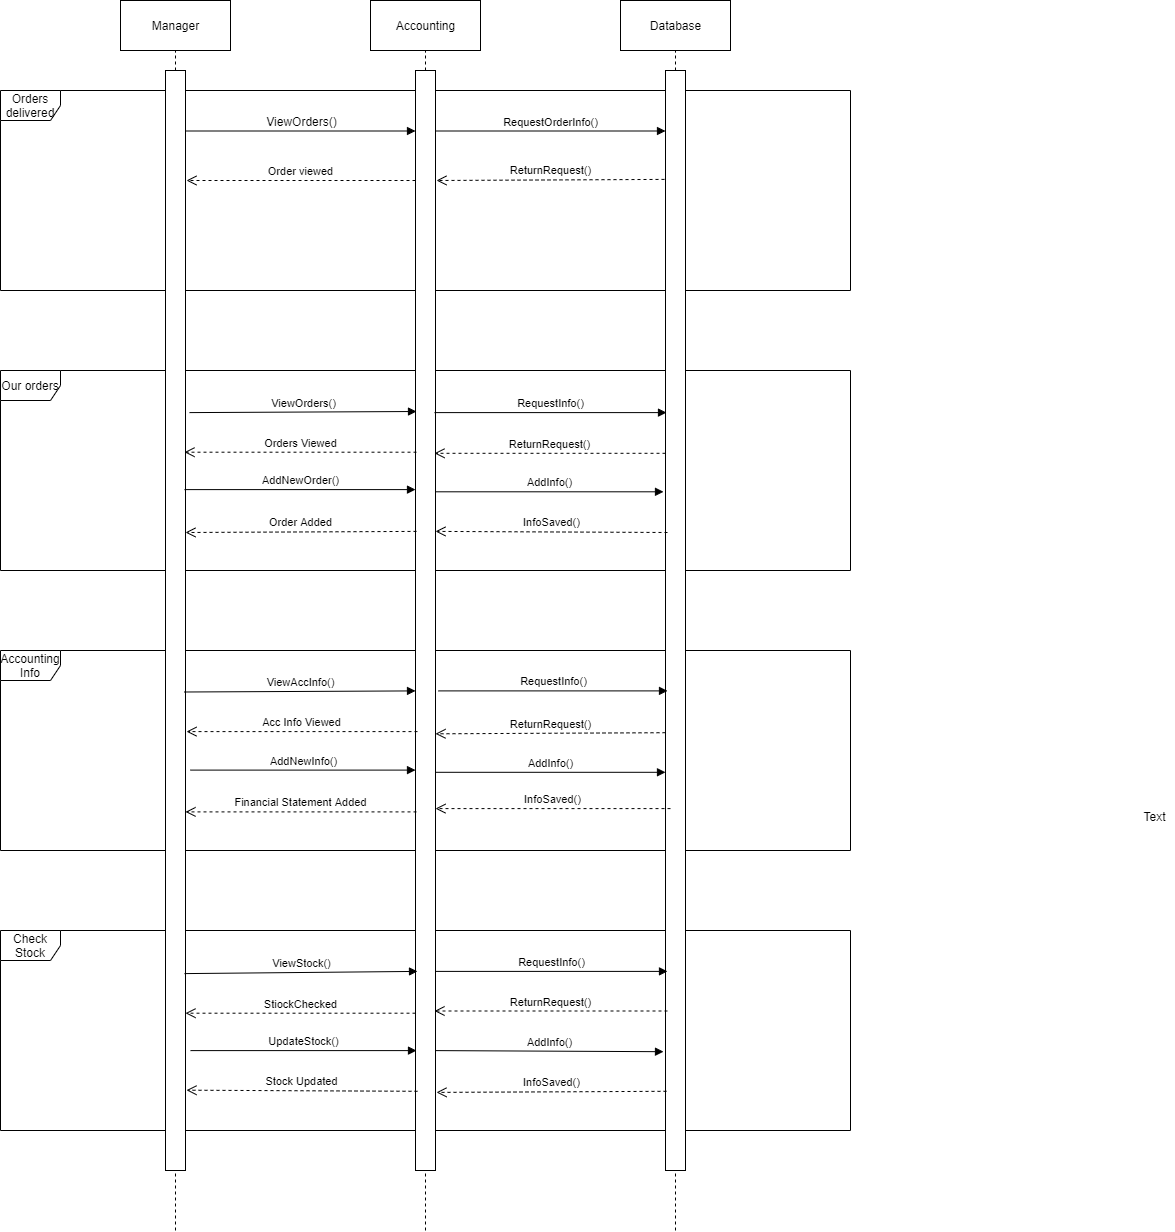 Manager
Accounting
Database
Orders
delivered
ViewOrders()
RequestOrderInfo()
Order viewed
ReturnRequest()
Our orders
ViewOrders()
RequestInfo()
Orders Viewed
ReturnRequest()
AddNewOrder()
AddInfo()
Order Added
InfoSaved()
Accounting
Info
ViewAccInfo()
RequestInfo()
Acc Info Viewed
ReturnRequest()
AddNewInfo()
AddInfo()
Financial Statement Added
InfoSaved()
Text
Check
Stock
ViewStock()
RequestInfo()
StiockChecked
ReturnRequest()
UpdateStock()
AddInfo()
Stock Updated
InfoSaved()